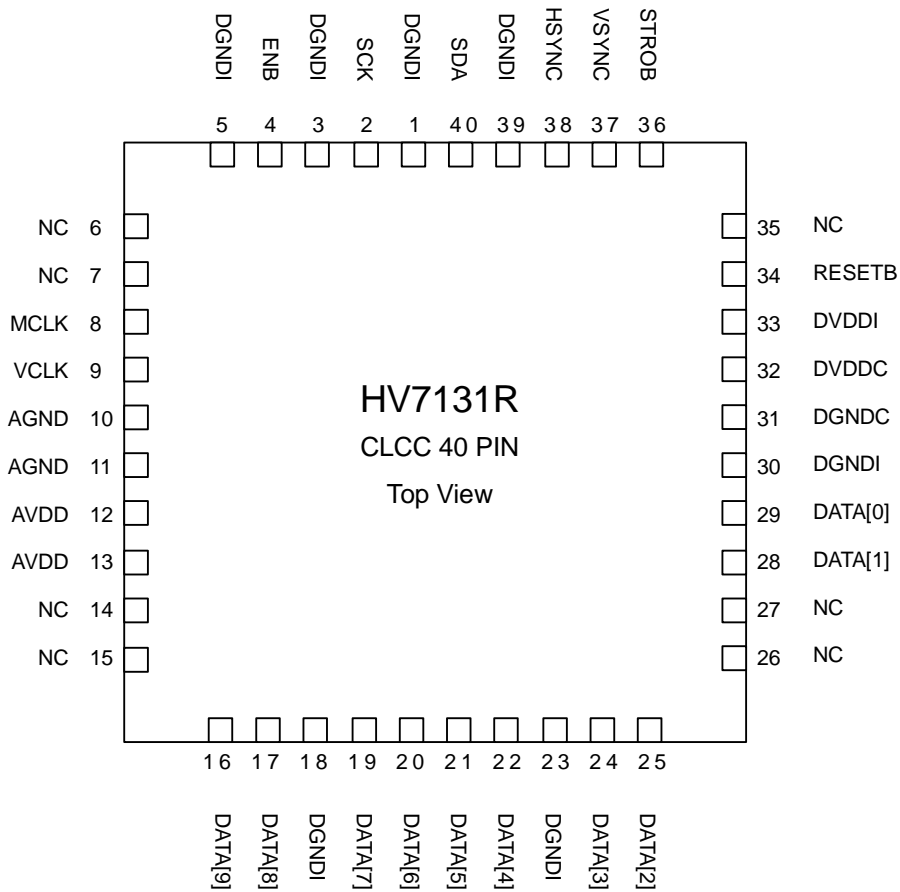 DGNDI ENB DGNDI SCK DGNDI SDA DGNDI HSYNC VSYNC STROB
5 4 3 2 1 40 39 38 37 36
NC 6 35 NC
NC 7 34 RESETB
MCLK 8 33 DVDDI
VCLK 9 32 DVDDC
AGND 10 31 DGNDC
AGND 11 30 DGNDI
AVDD 12 29 DATA[0]
AVDD 13 28 DATA[1]
NC 14 27 NC
NC 15 26 NC
HV7131R
CLCC 40 PIN
Top View
16 17 18 19 20 21 22 23 24 25
DATA[9] DATA[8] DGNDI DATA[7] DATA[6] DATA[5] DATA[4] DGNDI DATA[3] DATA[2]